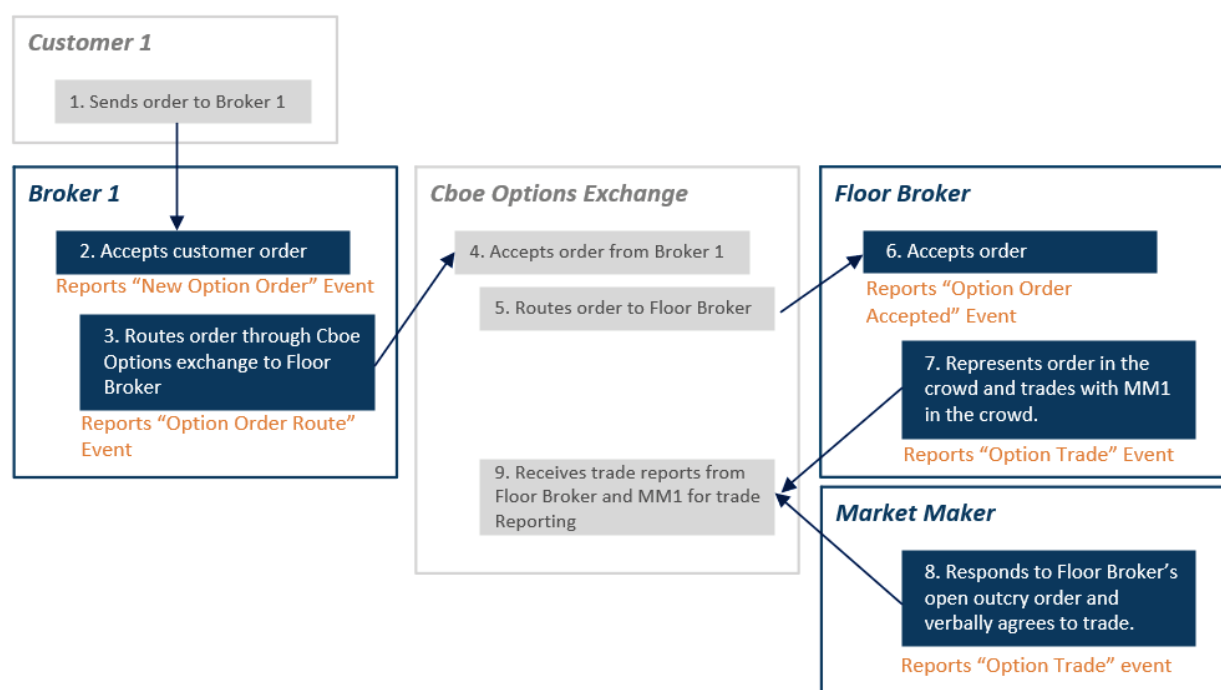 Customer 1
1. Sends order to Broker 1
Broker 1
2. Accepts customer order
Reports “New Option Order” Event
3. Routes order through Cboe
Options exchange to Floor
Broker
Reports “Option Order Route”
Event
Cboe Options Exchange
4. Accepts order from Broker 1
5. Routes order to Floor Broker
9. Receives trade reports from
Floor Broker and MM1 for trade
Reporting
Floor Broker
6. Accepts order
Reports “Option Order
Accepted” Event
7. Represents order in the
crowd and trades with MM1
in the crowd.
Reports “Option Trade” Event
Market Maker
8. Responds to Floor Broker’s
open outcry order and
verbally agrees to trade.
Reports “Option Trade” event